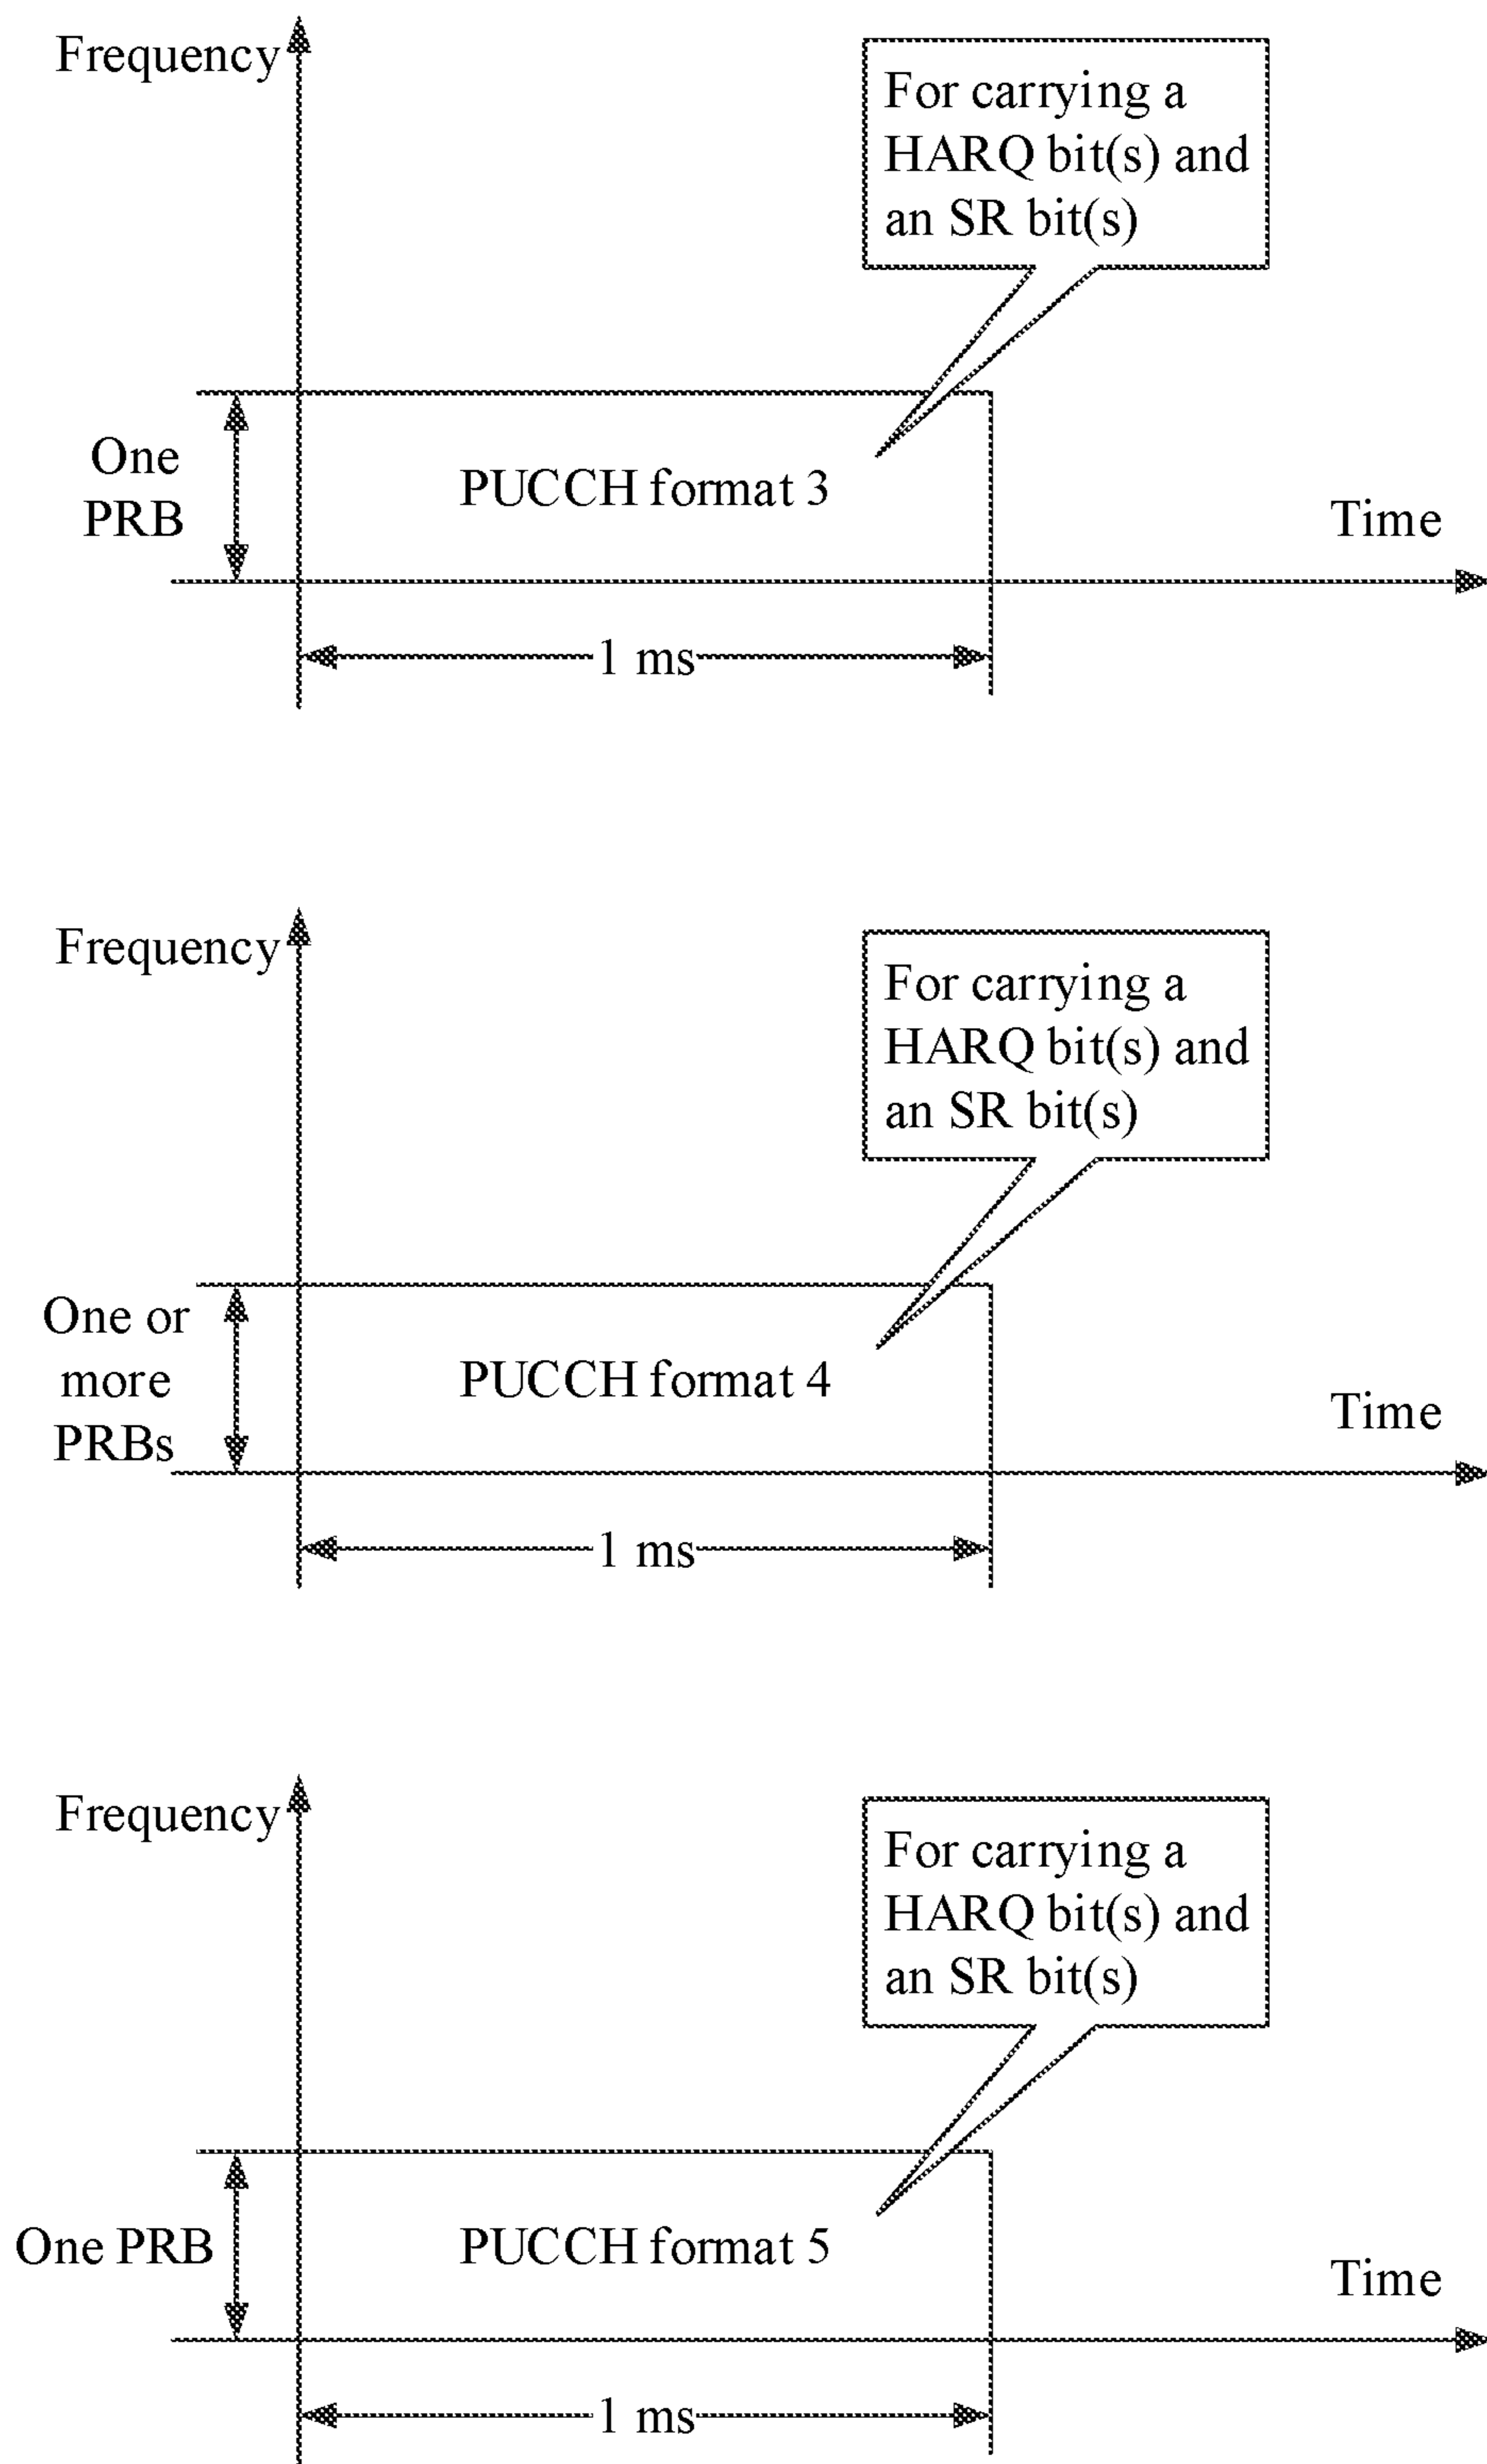 Frequency
For carrying a
HARQ bit(s) and
an SR bit(s)
One
PRB
PUCCH format 3
Time
1 ms
Frequency
For carrying a
HARQ bit(s) and
an SR bit(s)
One or
more
PRBs
PUCCH format 4
Time
1 ms
Frequency
For carrying a
HARQ bit(s) and
an SR bit(s)
One PRB
PUCCH format 5
Time
1 ms